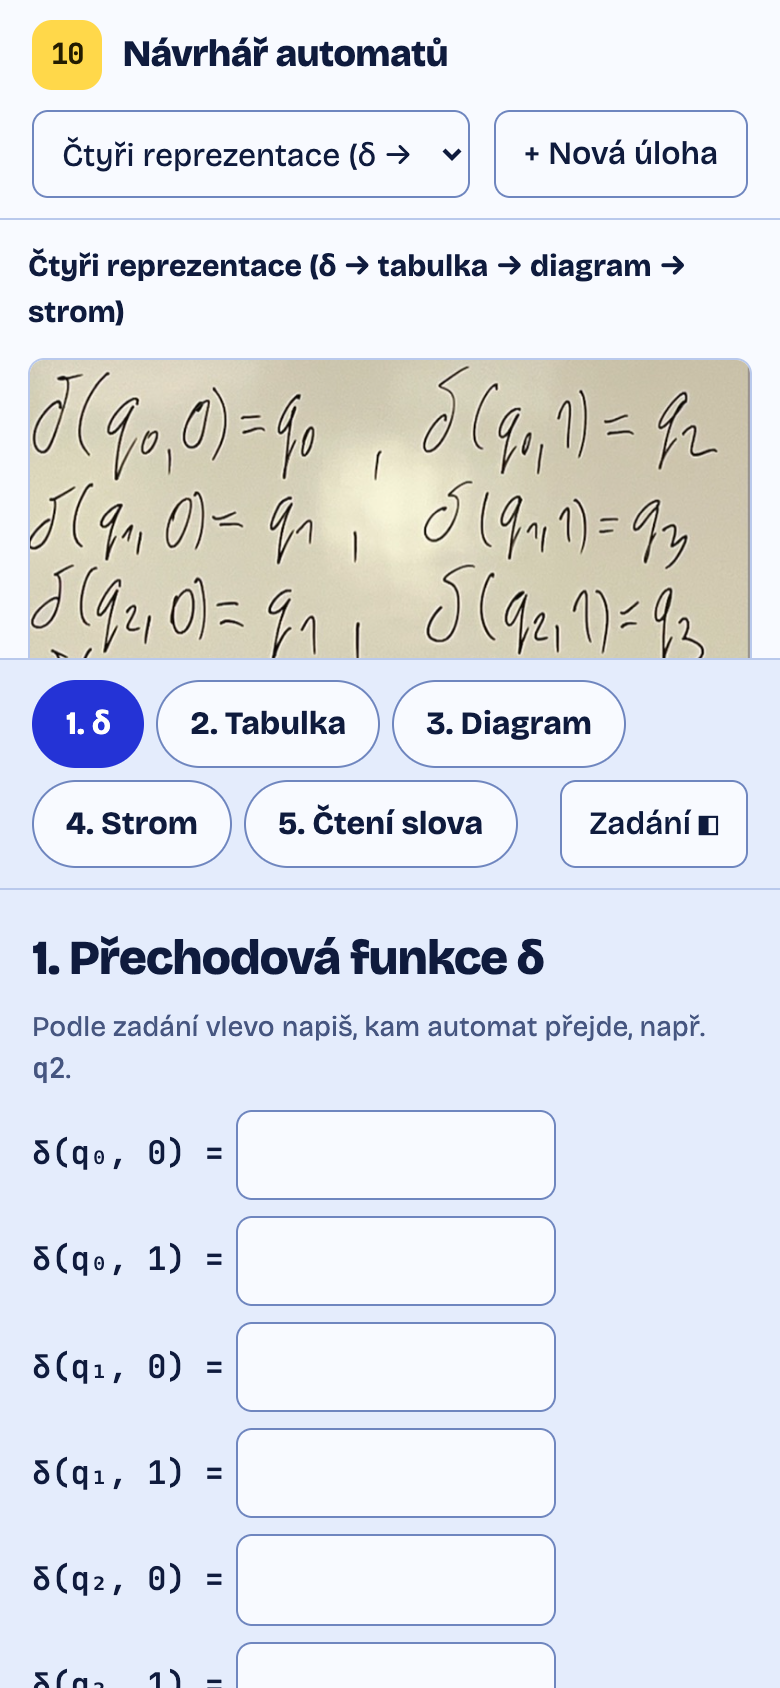 10 Návrhář automatů
Čtyři reprezentace (δ →
+ Nová úloha
Čtyři reprezentace (δ → tabulka → diagram →
strom)
δ(q₀, 0) = q₀ , δ(q₀, 1) = q₂
δ(q₁, 0) = q₁ , δ(q₁, 1) = q₃
δ(q₂, 0) = q₁ , δ(q₂, 1) = q₃
1. δ
2. Tabulka
3. Diagram
4. Strom
5. Čtení slova
Zadání
1. Přechodová funkce δ
Podle zadání vlevo napiš, kam automat přejde, např.
q2.
δ(q₀, 0) =
δ(q₀, 1) =
δ(q₁, 0) =
δ(q₁, 1) =
δ(q₂, 0) =
δ(q₂, 1) =